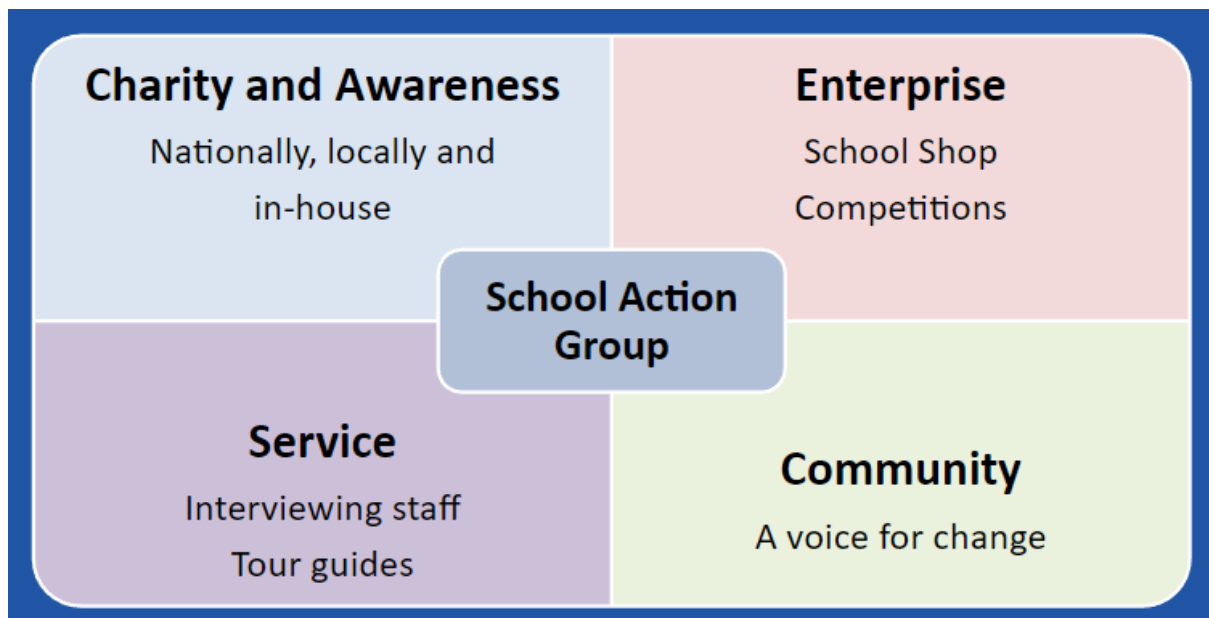 Charity and Awareness
Nationally, locally and
in-house
Enterprise
School Shop
Competitions
School Action
Group
Service
Interviewing staff
Tour guides
Community
A voice for change